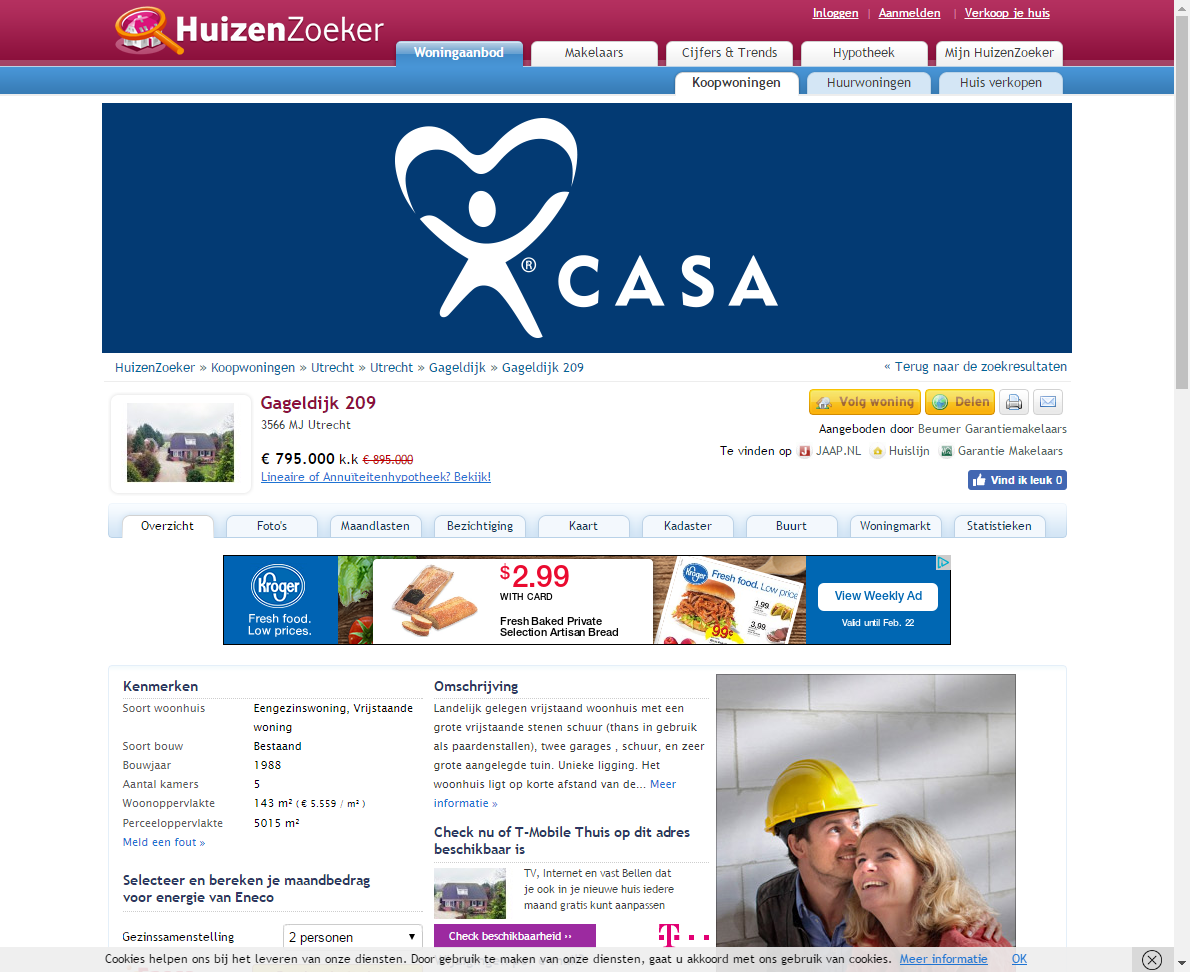 HuizenZoeker
Inloggen | Aanmelden | Verkoop je huis
Woningaanbod Makelaars Cijfers & Trends Hypotheek Mijn HuizenZoeker
Koopwoningen Huurwoningen Huis verkopen
® CASA
HuizenZoeker » Koopwoningen » Utrecht » Utrecht » Gageldijk » Gageldijk 209
« Terug naar de zoekresultaten
Gageldijk 209
3566 MJ Utrecht
€ 795.000 k.k € 895.000
Lineaire of Annuïteitenhypotheek? Bekijk!
Volg woning Delen
Aangeboden door Beumer Garantiemakelaars
Te vinden op JAAP.NL Huislijn Garantie Makelaars
Vind ik leuk 0
Overzicht Foto's Maandlasten Bezichtiging Kaart Kadaster Buurt Woningmarkt Statistieken
Kroger
Fresh food.
Low prices.
$2.99
WITH CARD
Fresh Baked Private
Selection Artisan Bread
Kroger Fresh food. Low price
1.99
3.99
99¢
View Weekly Ad
Valid until Feb. 22
Kenmerken
Soort woonhuis Eengezinswoning, Vrijstaande
woning
Soort bouw Bestaand
Bouwjaar 1988
Aantal kamers 5
Woonoppervlakte 143 m² ( € 5.559 / m² )
Perceeloppervlakte 5015 m²
Meld een fout »
Selecteer en bereken je maandbedrag
voor energie van Eneco
Gezinssamenstelling 2 personen
Omschrijving
Landelijk gelegen vrijstaand woonhuis met een
grote vrijstaande stenen schuur (thans in gebruik
als paardenstallen), twee garages , schuur, en zeer
grote aangelegde tuin. Unieke ligging. Het
woonhuis ligt op korte afstand van de... Meer
informatie »
Check nu of T-Mobile Thuis op dit adres
beschikbaar is
TV, Internet en vast Bellen dat
je ook in je nieuwe huis iedere
maand gratis kunt aanpassen
Check beschikbaarheid ››
T
Cookies helpen ons bij het leveren van onze diensten. Door gebruik te maken van onze diensten, gaat u akkoord met ons gebruik van cookies. Meer informatie OK